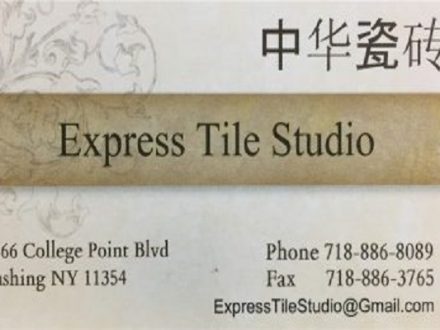 中华瓷砖
Express Tile Studio
66 College Point Blvd
ushing NY 11354
Phone 718-886-8089
Fax 718-886-3765
ExpressTileStudio@Gmail.com